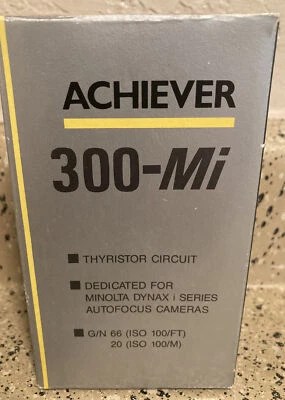 ACHIEVER
300-Mi
THYRISTOR CIRCUIT
DEDICATED FOR
MINOLTA DYNAX i SERIES
AUTOFOCUS CAMERAS
G/N 66 (ISO 100/FT)
20 (ISO 100/M)